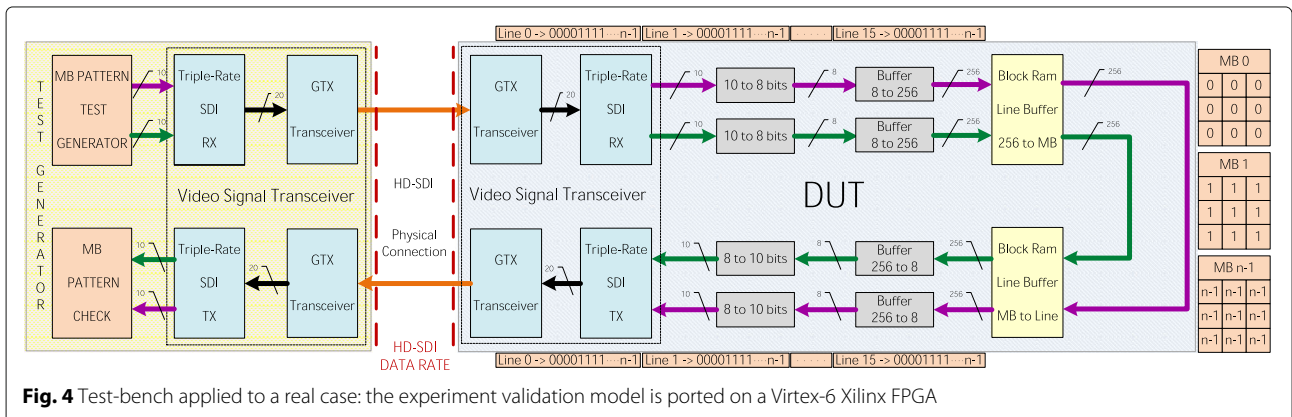 Line 0 -> 00001111····n-1 Line 1 -> 00001111····n-1 ····· Line 15 -> 00001111····n-1
TEST GENERATOR
MB PATTERN
TEST
GENERATOR
10
10
Triple-Rate
SDI
RX
20
GTX
Transceiver
Video Signal Transceiver
MB
PATTERN
CHECK
10
10
Triple-Rate
SDI
TX
20
GTX
Transceiver
HD-SDI
Physical
Connection
HD-SDI
DATA RATE
GTX
Transceiver
20
Triple-Rate
SDI
RX
Video Signal Transceiver
10
10 to 8 bits
8
Buffer
8 to 256
256
10
10 to 8 bits
8
Buffer
8 to 256
256
Block Ram
Line Buffer
256 to MB
256
256
DUT
GTX
Transceiver
20
Triple-Rate
SDI
TX
10
8 to 10 bits
8
Buffer
256 to 8
256
10
8 to 10 bits
8
Buffer
256 to 8
256
Block Ram
Line Buffer
MB to Line
MB 0
0 0 0
0 0 0
0 0 0
MB 1
1 1 1
1 1 1
1 1 1
MB n-1
n-1 n-1 n-1
n-1 n-1 n-1
n-1 n-1 n-1
Line 0 -> 00001111····n-1 Line 1 -> 00001111····n-1 ····· Line 15 -> 00001111····n-1
Fig. 4 Test-bench applied to a real case: the experiment validation model is ported on a Virtex-6 Xilinx FPGA